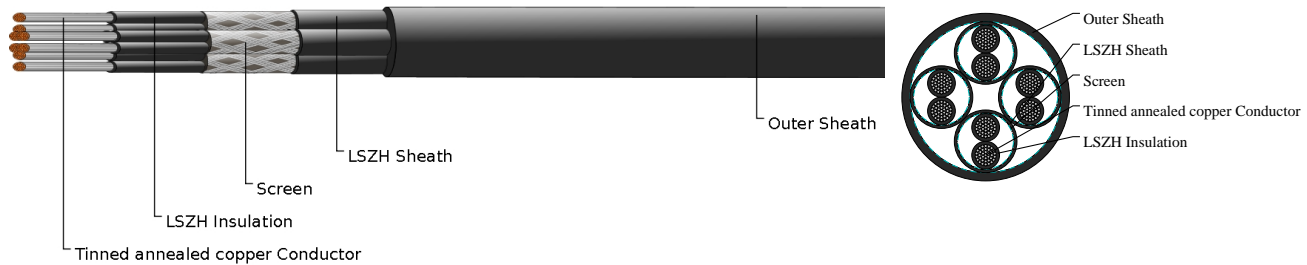 Outer Sheath
LSZH Sheath
Screen
LSZH Insulation
Tinned annealed copper Conductor
Outer Sheath
LSZH Sheath
Screen
Tinned annealed copper Conductor
LSZH Insulation